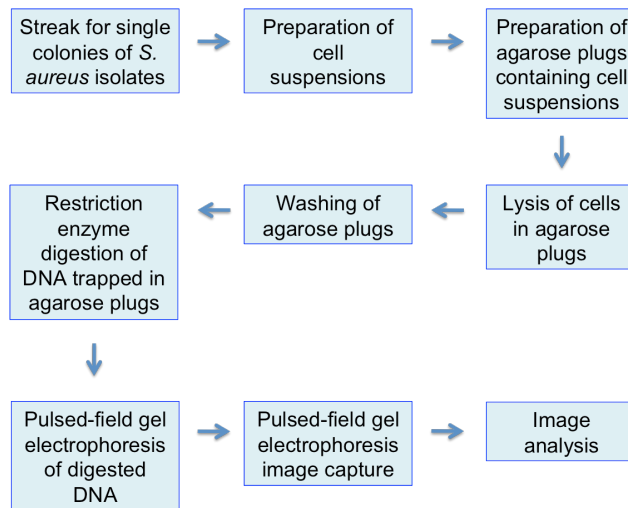 Streak for single
colonies of S.
aureus isolates
Preparation of
cell
suspensions
Preparation of
agarose plugs
containing cell
suspensions
Lysis of cells
in agarose
plugs
Washing of
agarose plugs
Restriction
enzyme
digestion of
DNA trapped in
agarose plugs
Pulsed-field gel
electrophoresis
of digested
DNA
Pulsed-field gel
electrophoresis
image capture
Image
analysis